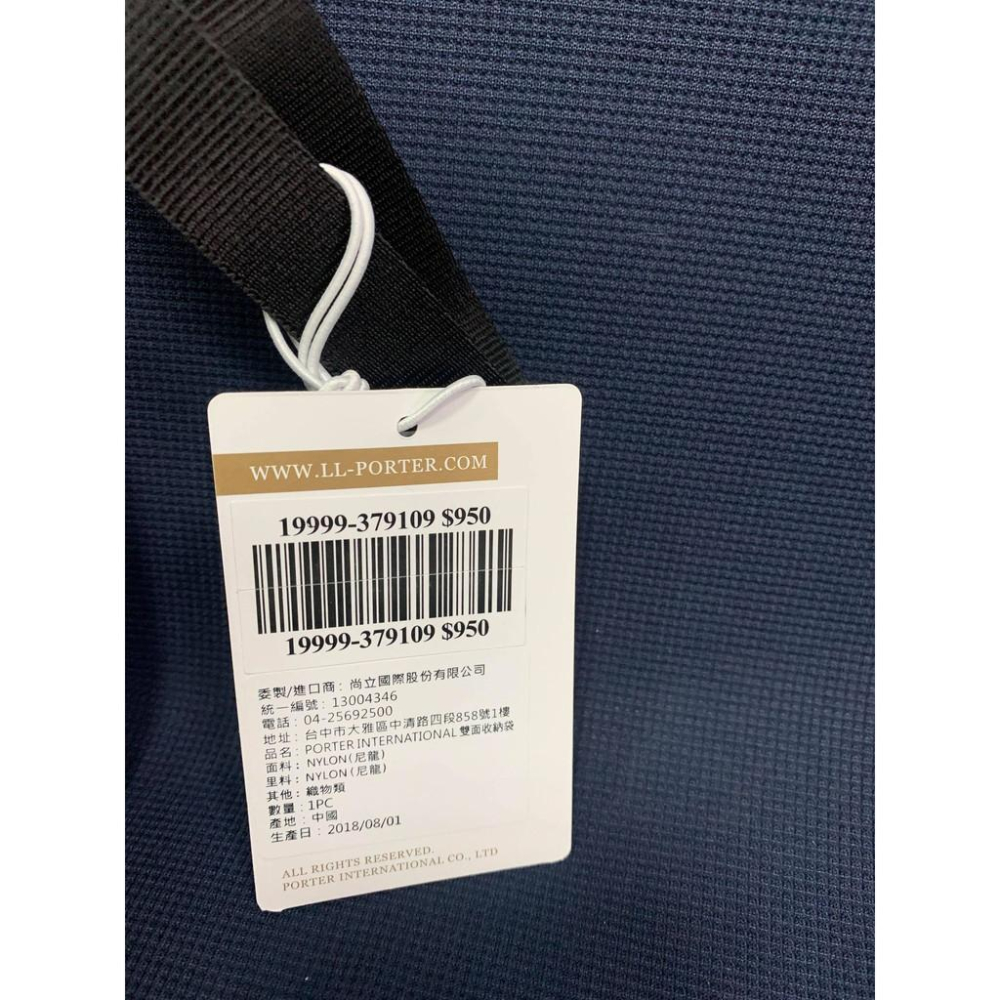 WWW.LL-PORTER.COM
19999-379109 $950
19999-379109 $950
委製/進口商: 尚立國際股份有限公司
統一編號: 13004346
電話: 04-25692500
地址: 台中市大雅區中清路四段858號1樓
品名: PORTER INTERNATIONAL 雙面收納袋
面料: NYLON(尼龍)
里料: NYLON(尼龍)
其他: 織物類
數量: 1PC
產地: 中國
生產日: 2018/08/01
ALL RIGHTS RESERVED.
PORTER INTERNATIONAL CO., LTD